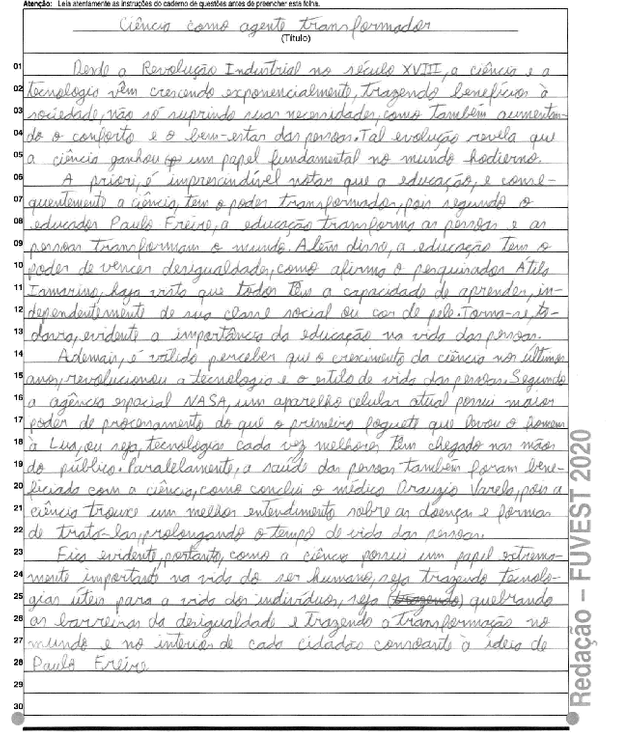 Atenção: Leia atentamente as instruções do caderno de questões antes de preencher esta folha.
Ciência como agente transformador
(Título)
01 Desde a Revolução Industrial no século XVIII, a ciência e a
02 tecnologia vêm crescendo exponencialmente, trazendo benefícios à
03 sociedade, não só suprindo suas necessidades, como também aumentan-
04 do o conforto e o bem-estar das pessoas. Tal evolução revela que
05 a ciência ganhou um papel fundamental no mundo hodierno.
06 A priori, é imprescindível notar que a educação, e conse-
07 quentemente a ciência, tem o poder transformador, pois segundo o
08 educador Paulo Freire, a educação transforma as pessoas e as
09 pessoas transformam o mundo. Além disso, a educação tem o
10 poder de vencer desigualdades, como afirma o pesquisador Átila
11 Iamarino, haja vista que todos têm a capacidade de aprender, in-
12 dependentemente de sua classe social ou cor de pele. Torna-se, to-
13 davia, evidente a importância da educação na vida das pessoas.
14 Ademais, é válido perceber que o crescimento da ciência nos últimos
15 anos, revolucionou a tecnologia e o estilo de vida das pessoas. Segundo
16 a agência espacial NASA, um aparelho celular atual possui maior
17 poder de processamento do que o primeiro foguete que levou o homem
18 à Lua, ou seja, tecnologias cada vez melhores têm chegado nas mãos
19 do público. Paralelamente, a saúde das pessoas também foram bene-
20 ficiada com a ciência, como conclui o médico Drauzio Varela, pois a
21 ciência trouxe um melhor entendimento sobre as doenças e formas
22 de tratá-las, prolongando o tempo de vida das pessoas.
23 Fica evidente, portanto, como a ciência possui um papel extrema-
24 mente importante na vida do ser humano, seja trazendo tecnolo-
25 gias úteis para a vida dos indivíduos, seja (trazendo) quebrando
26 as barreiras da desigualdade e trazendo a transformação no
27 mundo e no interior de cada cidadão consoante à ideia de
28 Paulo Freire
29
30
Redação – FUVEST 2020